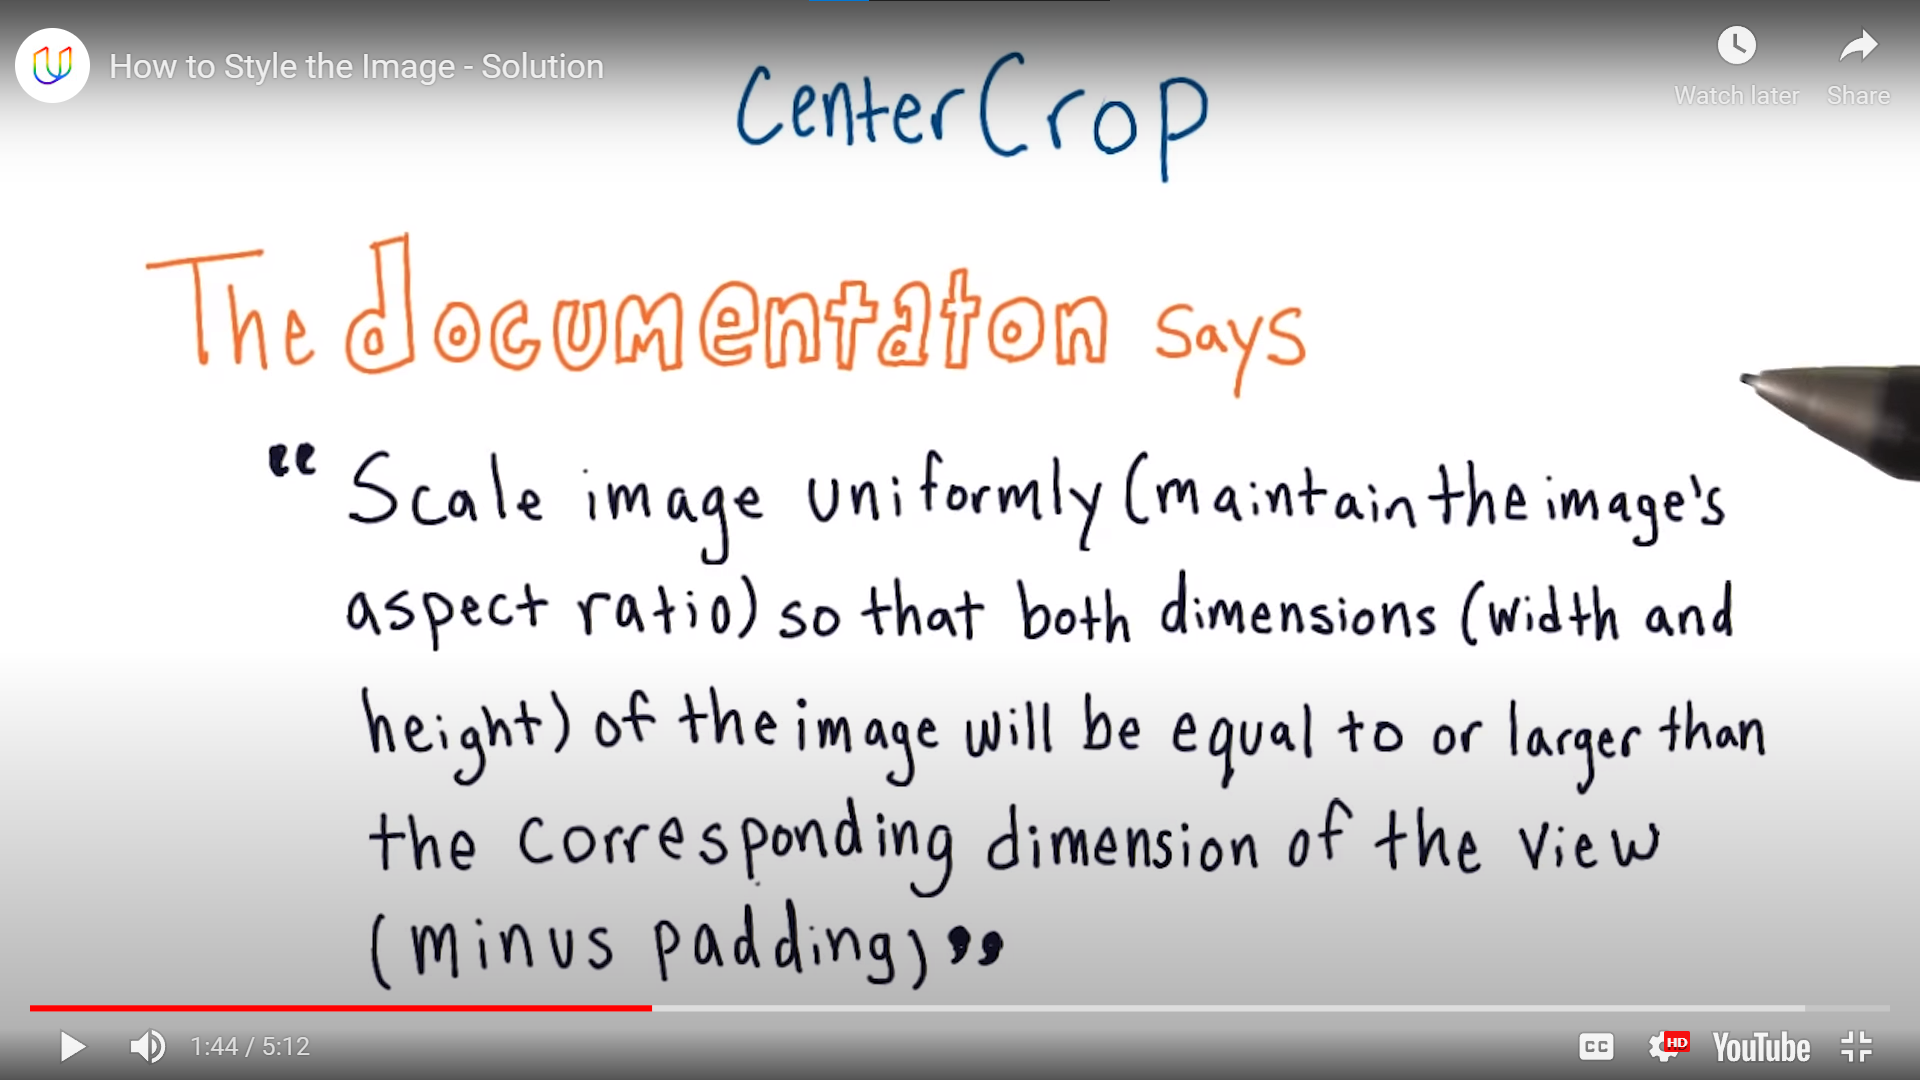 How to Style the Image - Solution
Watch later
Share
CenterCrop
The documentaton says
“Scale image uniformly (maintain the image's
aspect ratio) so that both dimensions (width and
height) of the image will be equal to or larger than
the corresponding dimension of the view
(minus padding)”
1:44 / 5:12
CC
HD
YouTube